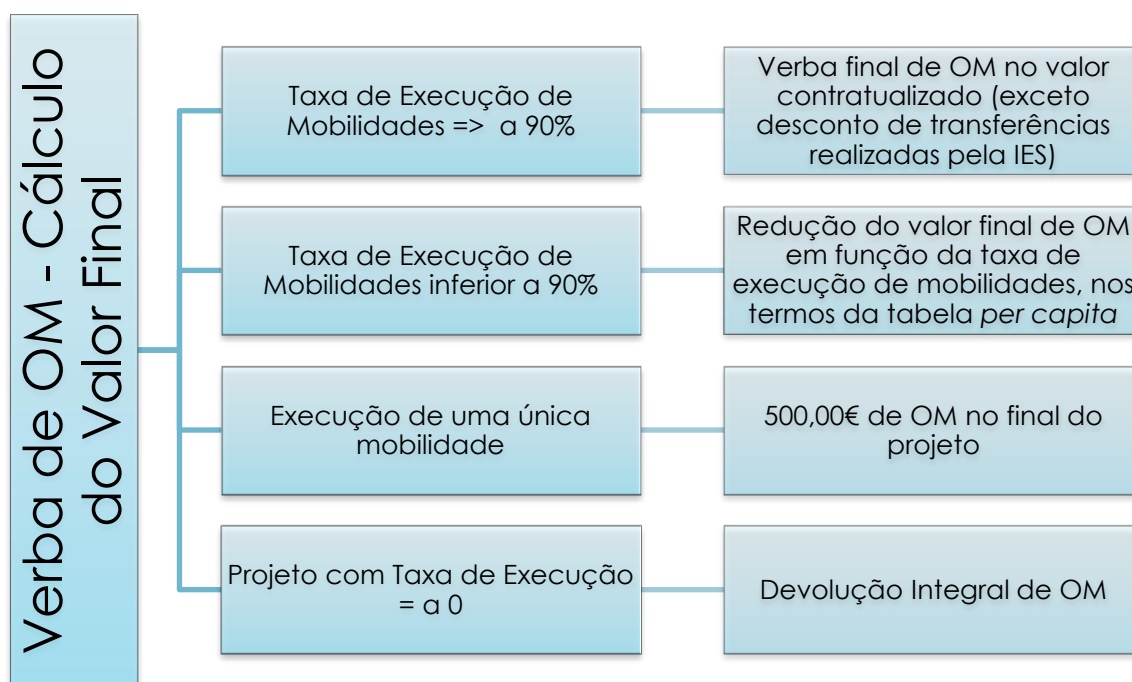 Verba de OM - Cálculo
do Valor Final
Taxa de Execução de
Mobilidades => a 90%
Verba final de OM no valor
contratualizado (exceto
desconto de transferências
realizadas pela IES)
Taxa de Execução de
Mobilidades inferior a 90%
Redução do valor final de OM
em função da taxa de
execução de mobilidades, nos
termos da tabela per capita
Execução de uma única
mobilidade
500,00€ de OM no final do
projeto
Projeto com Taxa de Execução
= a 0
Devolução Integral de OM